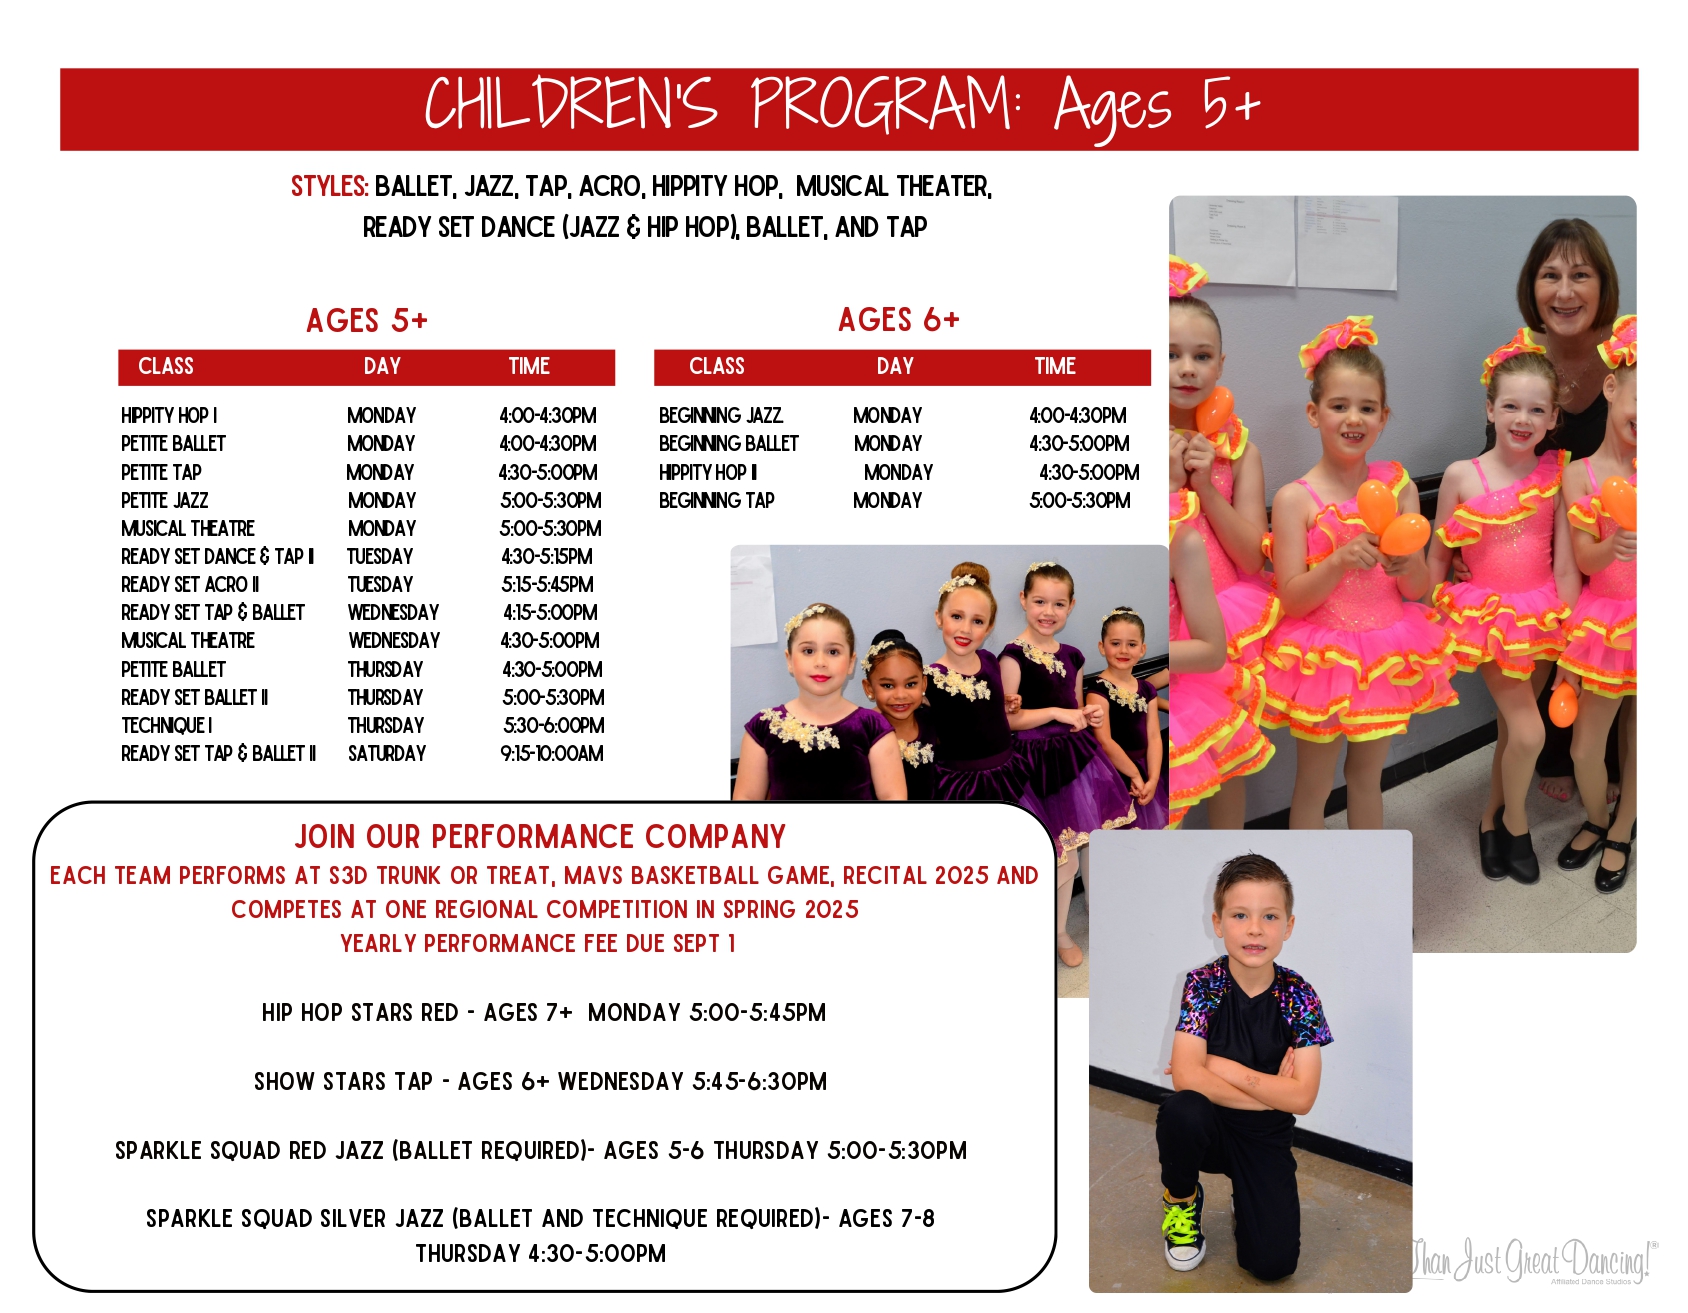 CHILDREN'S PROGRAM: Ages 5+
STYLES: BALLET, JAZZ, TAP, ACRO, HIPPITY HOP, MUSICAL THEATER,
READY SET DANCE (JAZZ & HIP HOP), BALLET, AND TAP
AGES 5+
CLASS DAY TIME
HIPPITY HOP I MONDAY 4:00-4:30PM
PETITE BALLET MONDAY 4:00-4:30PM
PETITE TAP MONDAY 4:30-5:00PM
PETITE JAZZ MONDAY 5:00-5:30PM
MUSICAL THEATRE MONDAY 5:00-5:30PM
READY SET DANCE & TAP II TUESDAY 4:30-5:15PM
READY SET ACRO II TUESDAY 5:15-5:45PM
READY SET TAP & BALLET WEDNESDAY 4:15-5:00PM
MUSICAL THEATRE WEDNESDAY 4:30-5:00PM
PETITE BALLET THURSDAY 4:30-5:00PM
READY SET BALLET II THURSDAY 5:00-5:30PM
TECHNIQUE I THURSDAY 5:30-6:00PM
READY SET TAP & BALLET II SATURDAY 9:15-10:00AM
AGES 6+
CLASS DAY TIME
BEGINNING JAZZ MONDAY 4:00-4:30PM
BEGINNING BALLET MONDAY 4:30-5:00PM
HIPPITY HOP II MONDAY 4:30-5:00PM
BEGINNING TAP MONDAY 5:00-5:30PM
JOIN OUR PERFORMANCE COMPANY
EACH TEAM PERFORMS AT S3D TRUNK OR TREAT, MAVS BASKETBALL GAME, RECITAL 2025 AND
COMPETES AT ONE REGIONAL COMPETITION IN SPRING 2025
YEARLY PERFORMANCE FEE DUE SEPT 1
HIP HOP STARS RED - AGES 7+ MONDAY 5:00-5:45PM
SHOW STARS TAP - AGES 6+ WEDNESDAY 5:45-6:30PM
SPARKLE SQUAD RED JAZZ (BALLET REQUIRED)- AGES 5-6 THURSDAY 5:00-5:30PM
SPARKLE SQUAD SILVER JAZZ (BALLET AND TECHNIQUE REQUIRED)- AGES 7-8
THURSDAY 4:30-5:00PM
Than Just Great Dancing!®
Affiliated Dance Studios